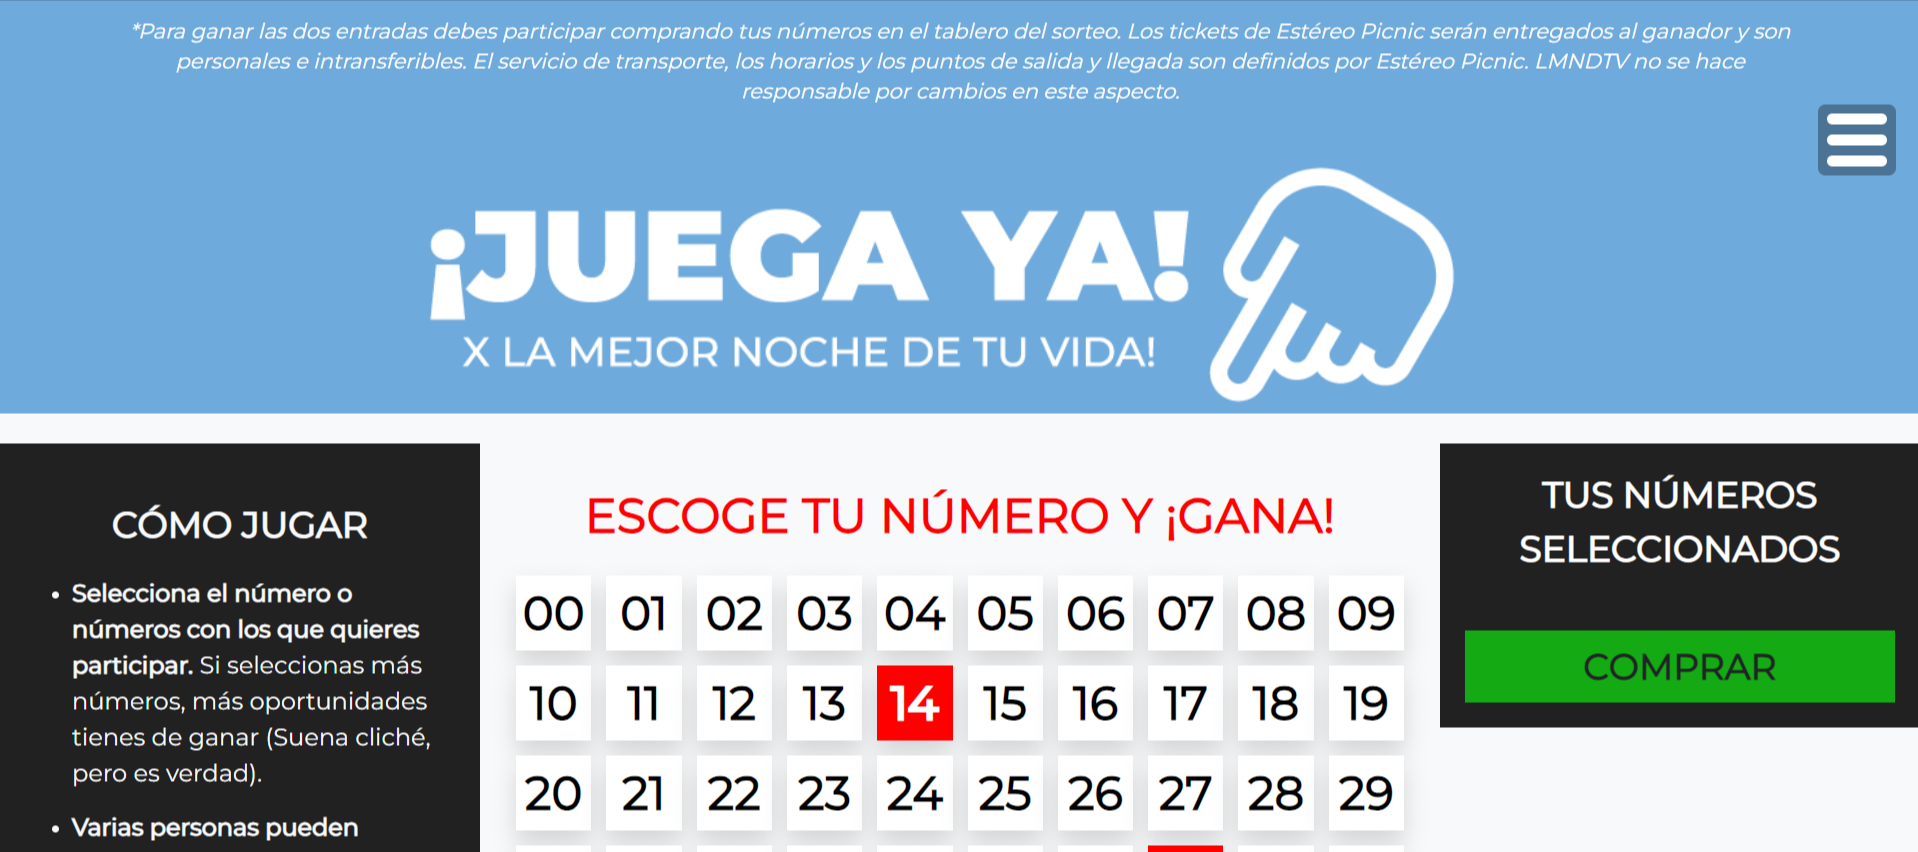 *Para ganar las dos entradas debes participar comprando tus números en el tablero del sorteo. Los tickets de Estéreo Picnic serán entregados al ganador y son
personales e intransferibles. El servicio de transporte, los horarios y los puntos de salida y llegada son definidos por Estéreo Picnic. LMNDTV no se hace
responsable por cambios en este aspecto.
¡JUEGA YA!
X LA MEJOR NOCHE DE TU VIDA!
CÓMO JUGAR
• Selecciona el número o
números con los que quieres
participar. Si seleccionas más
números, más oportunidades
tienes de ganar (Suena cliché,
pero es verdad).
• Varias personas pueden
ESCOGE TU NÚMERO Y ¡GANA!
00 01 02 03 04 05 06 07 08 09
10 11 12 13 14 15 16 17 18 19
20 21 22 23 24 25 26 27 28 29
TUS NÚMEROS
SELECCIONADOS
COMPRAR